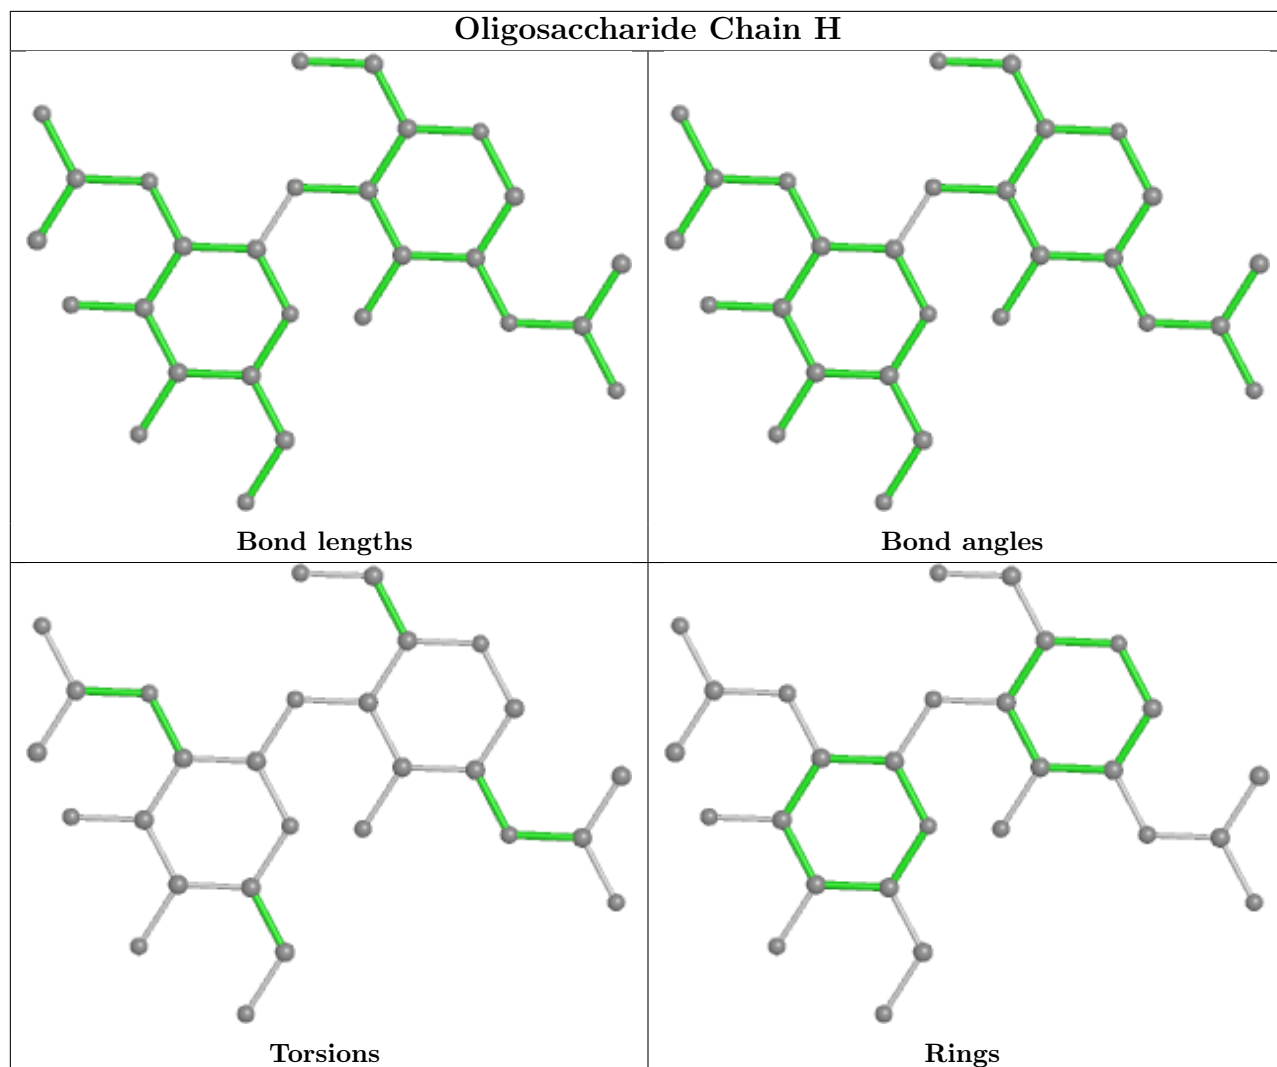 Oligosaccharide Chain H
Bond lengths
Bond angles
Torsions
Rings